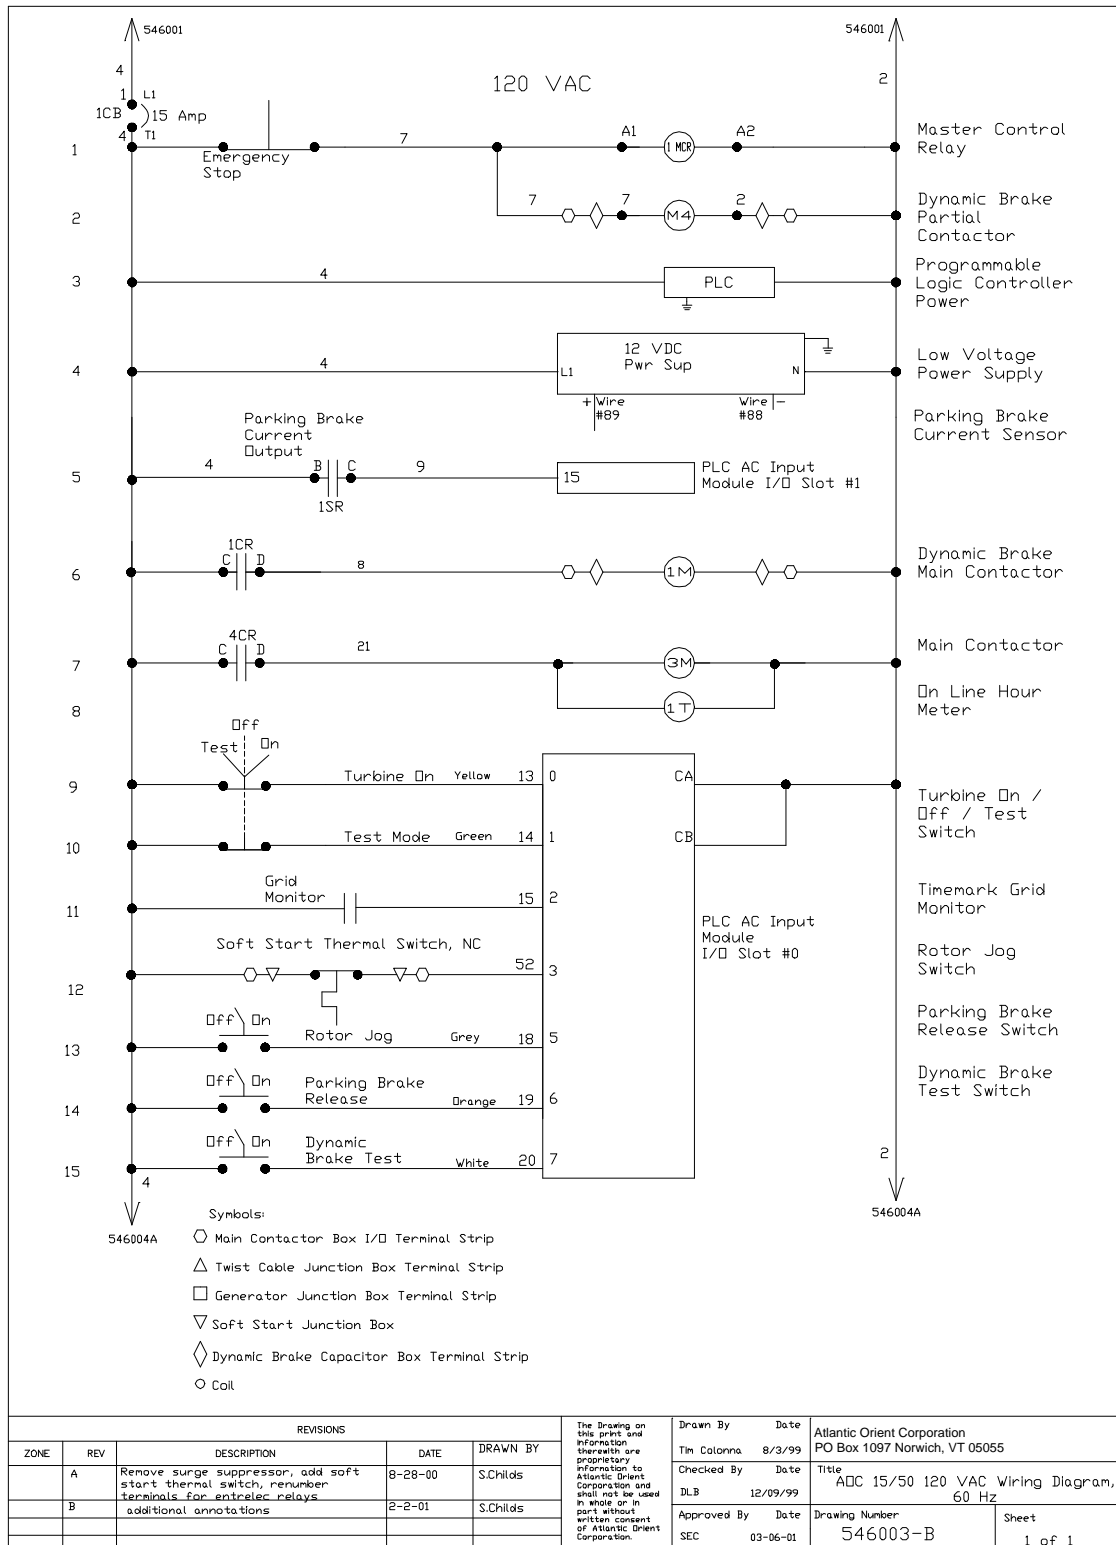 546001
546001
4
2
120 VAC
1
L1
1CB
15 Amp
4
T1
1
Emergency
Stop
7
A1
1 MCR
A2
Master Control
Relay
2
7
7
M4
2
Dynamic Brake
Partial
Contactor
3
4
PLC
Programmable
Logic Controller
Power
4
4
12 VDC
Pwr Sup
L1
N
Low Voltage
Power Supply
+ Wire
#89
Wire -
#88
Parking Brake
Current
Output
Parking Brake
Current Sensor
5
4
B
C
1SR
9
15
PLC AC Input
Module I/O Slot #1
6
1CR
C
D
8
1M
Dynamic Brake
Main Contactor
7
4CR
C
D
21
3M
Main Contactor
8
1T
On Line Hour
Meter
Off
Test
On
9
Turbine On
Yellow
13
0
CA
Turbine On /
Off / Test
Switch
10
Test Mode
Green
14
1
CB
11
Grid
Monitor
15
2
Timemark Grid
Monitor
PLC AC Input
Module
I/O Slot #0
12
Soft Start Thermal Switch, NC
52
3
Rotor Jog
Switch
13
Off
On
Rotor Jog
Grey
18
5
Parking Brake
Release Switch
14
Off
On
Parking Brake
Release
Orange
19
6
Dynamic Brake
Test Switch
15
Off
On
Dynamic
Brake Test
White
20
7
4
2
546004A
546004A
Symbols:
Main Contactor Box I/O Terminal Strip
Twist Cable Junction Box Terminal Strip
Generator Junction Box Terminal Strip
Soft Start Junction Box
Dynamic Brake Capacitor Box Terminal Strip
Coil
REVISIONS
ZONE REV DESCRIPTION DATE DRAWN BY
A Remove surge suppressor, add soft 8-28-00 S.Childs
start thermal switch, renumber
terminals for entrelec relays
B additional annotations 2-2-01 S.Childs
The Drawing on
this print and
information
therewith are
proprietary
information to
Atlantic Orient
Corporation and
shall not be used
in whole or in
part without
written consent
of Atlantic Orient
Corporation.
Drawn By Date
Tim Colonna 8/3/99
Checked By Date
DLB 12/09/99
Approved By Date
SEC 03-06-01
Atlantic Orient Corporation
PO Box 1097 Norwich, VT 05055
Title
AOC 15/50 120 VAC Wiring Diagram,
60 Hz
Drawing Number
546003-B
Sheet
1 of 1